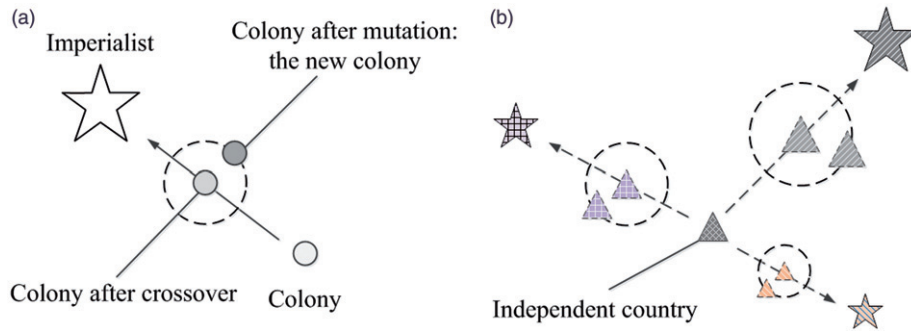 (a)
Imperialist
Colony after mutation:
the new colony
Colony after crossover
Colony
(b)
Independent country